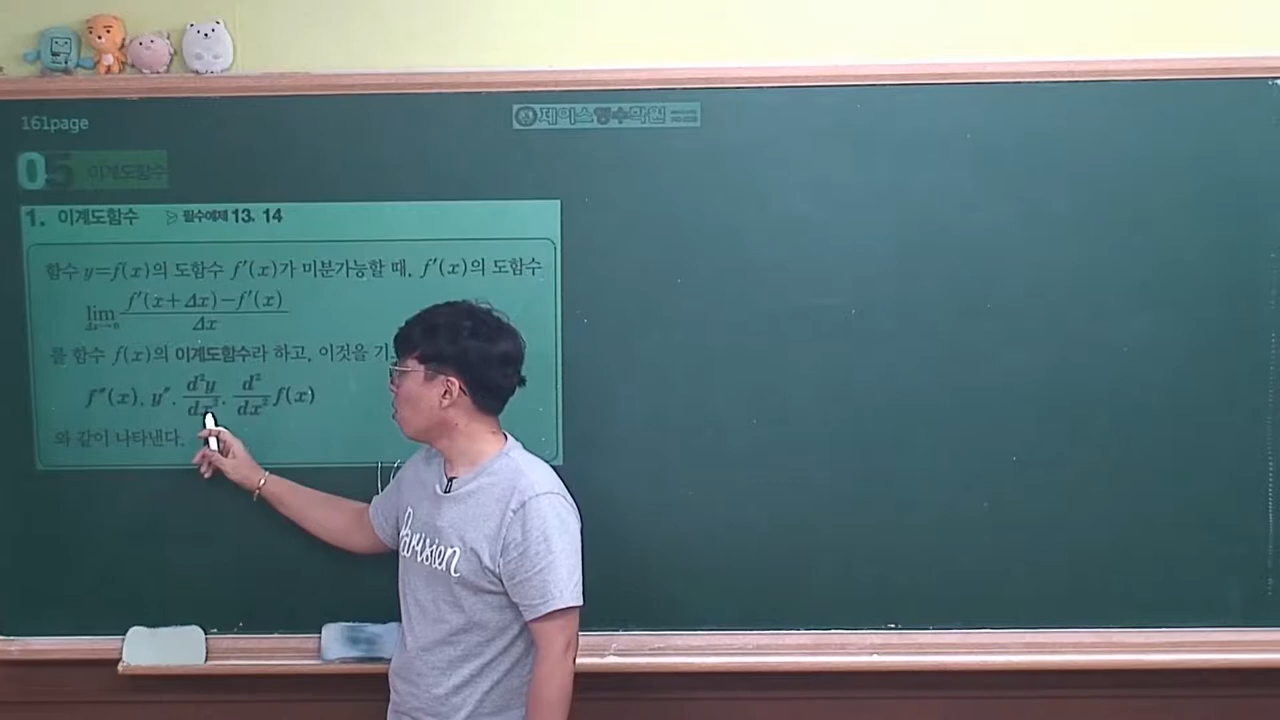 제이스영수학원
161page
05 이계도함수
1. 이계도함수 ≫ 필수예제 13, 14
함수 y=f(x)의 도함수 f′(x)가 미분가능할 때, f′(x)의 도함수
lim Δx→0 f′(x+Δx)−f′(x) / Δx
를 함수 f(x)의 이계도함수라 하고, 이것을
f″(x), y″, d²y/dx², d²/dx² f(x)
와 같이 나타낸다.
Parisien